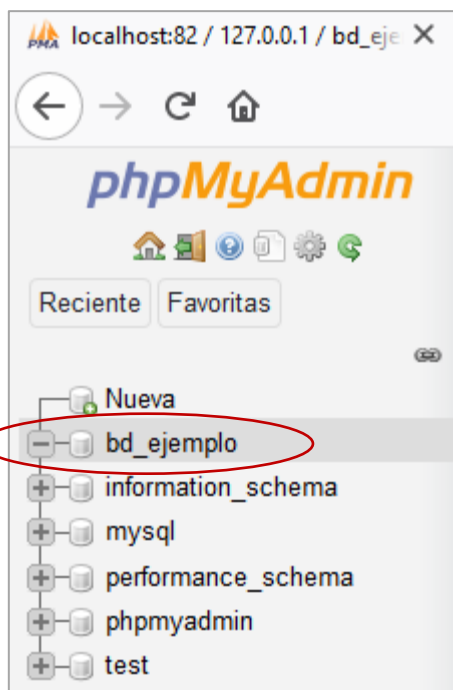 localhost:82 / 127.0.0.1 / bd_eje
phpMyAdmin
Reciente Favoritas
Nueva
bd_ejemplo
information_schema
mysql
performance_schema
phpmyadmin
test